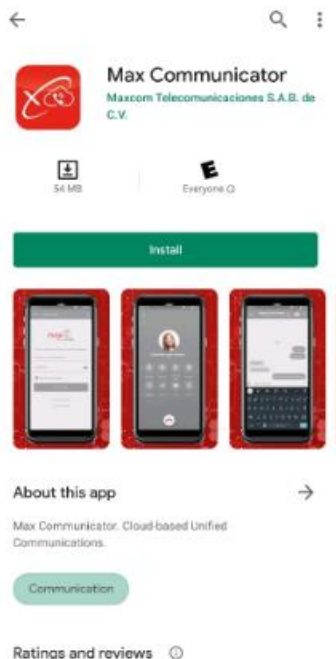 Max Communicator
Maxcom Telecomunicaciones S.A.B. de
C.V.
E
54 MB
Everyone
Install
About this app
Max Communicator. Cloud-based Unified
Communications.
Communication
Ratings and reviews